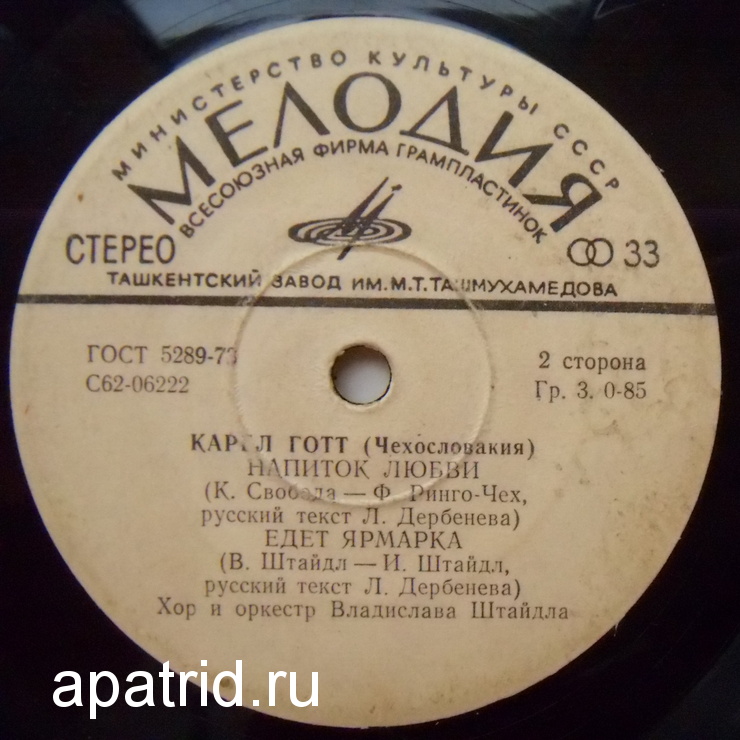 МИНИСТЕРСТВО КУЛЬТУРЫ СССР
МЕЛОДИЯ
ВСЕСОЮЗНАЯ ФИРМА ГРАМПЛАСТИНОК
СТЕРЕО 33
ТАШКЕНТСКИЙ ЗАВОД ИМ. М. Т. ТАШМУХАМЕДОВА
ГОСТ 5289-73
2 сторона
С62-06222
Гр. 3. 0-85
КАРЕЛ ГОТТ (Чехословакия)
НАПИТОК ЛЮБВИ
(К. Свобода — Ф. Ринго-Чех,
русский текст Л. Дербенева)
ЕДЕТ ЯРМАРКА
(В. Штайдл — И. Штайдл,
русский текст Л. Дербенева)
Хор и оркестр Владислава Штайдла
apatrid.ru